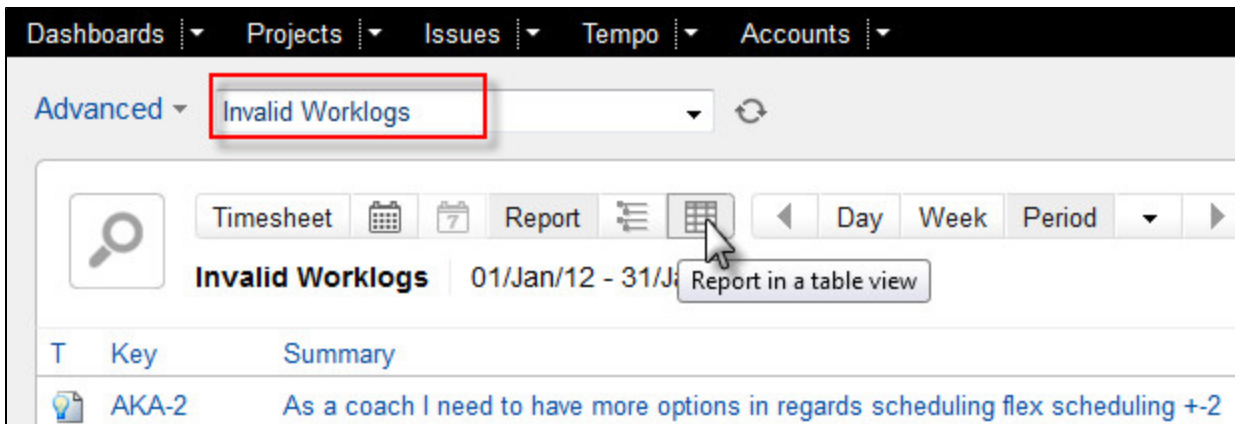 Dashboards Projects Issues Tempo Accounts
Advanced Invalid Worklogs
Timesheet 7 Report Day Week Period
Invalid Worklogs 01/Jan/12 - 31/J
Report in a table view
T Key Summary
AKA-2 As a coach I need to have more options in regards scheduling flex scheduling +-2